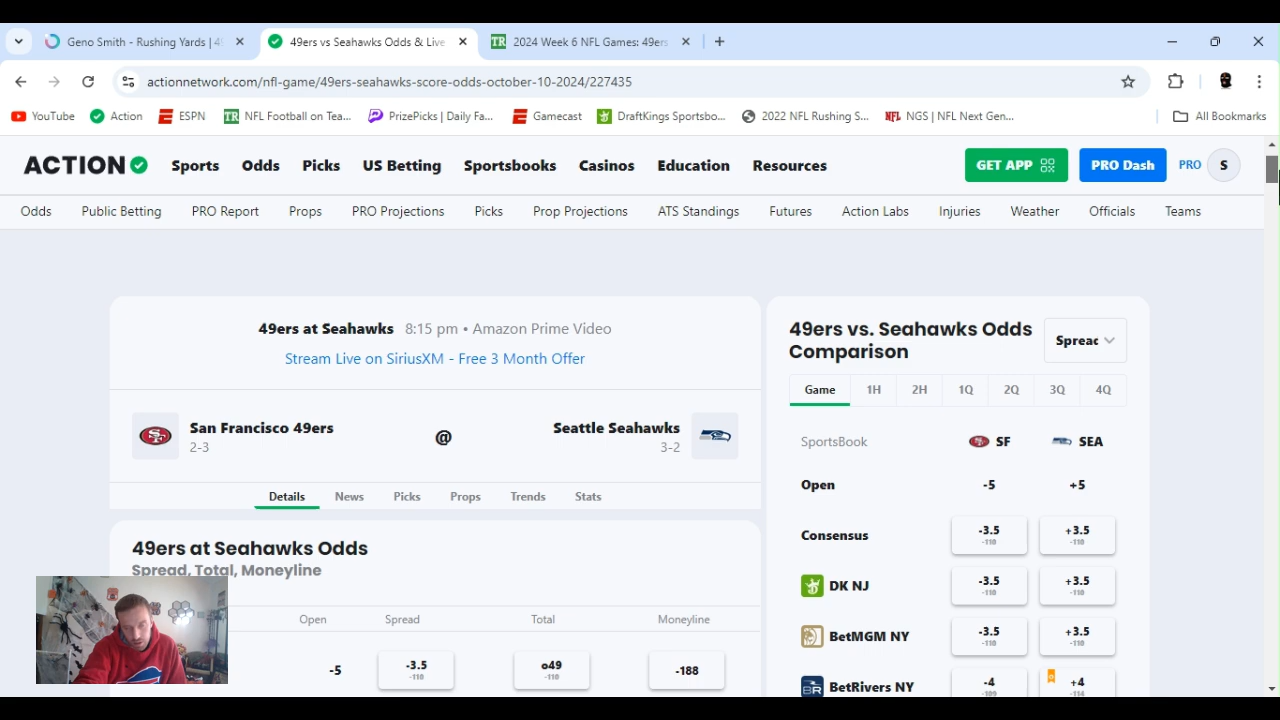 Geno Smith - Rushing Yards | 4
49ers vs Seahawks Odds & Live
TR 2024 Week 6 NFL Games: 49ers
actionnetwork.com/nfl-game/49ers-seahawks-score-odds-october-10-2024/227435
YouTube
Action
ESPN
TR NFL Football on Tea...
PrizePicks | Daily Fa...
Gamecast
DraftKings Sportsbo...
2022 NFL Rushing S...
NFL NGS | NFL Next Gen...
All Bookmarks
ACTION
Sports
Odds
Picks
US Betting
Sportsbooks
Casinos
Education
Resources
GET APP
PRO Dash
PRO
S
Odds
Public Betting
PRO Report
Props
PRO Projections
Picks
Prop Projections
ATS Standings
Futures
Action Labs
Injuries
Weather
Officials
Teams
49ers at Seahawks 8:15 pm • Amazon Prime Video
Stream Live on SiriusXM - Free 3 Month Offer
SF
San Francisco 49ers
2-3
@
Seattle Seahawks
3-2
Details
News
Picks
Props
Trends
Stats
49ers at Seahawks Odds
Spread, Total, Moneyline
Open
Spread
Total
Moneyline
-5
-3.5
-110
o49
-110
-188
49ers vs. Seahawks Odds
Comparison
Spread
Game
1H
2H
1Q
2Q
3Q
4Q
SportsBook
SF
SEA
Open
-5
+5
Consensus
-3.5
-110
+3.5
-110
DK NJ
-3.5
-110
+3.5
-110
BetMGM NY
-3.5
-110
+3.5
-110
BR BetRivers NY
-4
-109
+4
-114